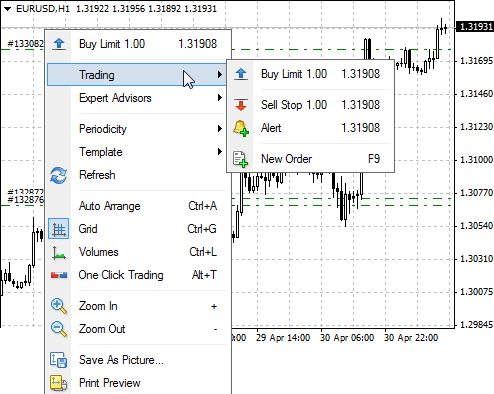 EURUSD,H1 1.31922 1.31956 1.31892 1.31931
1.31931
#133082
Buy Limit 1.00 1.31908
1.31695
Trading
Buy Limit 1.00 1.31908
1.31465
Expert Advisors
Sell Stop 1.00 1.31908
1.31235
Periodicity
Alert 1.31908
Template
New Order F9
1.31000
Refresh
#132872
#132876
1.30770
Auto Arrange Ctrl+A
Grid Ctrl+G
1.30540
Volumes Ctrl+L
1.30310
One Click Trading Alt+T
1.30075
Zoom In +
Zoom Out -
1.29845
0:00 29 Apr 14:00 30 Apr 06:00 30 Apr 22:00
Save As Picture...
Print Preview